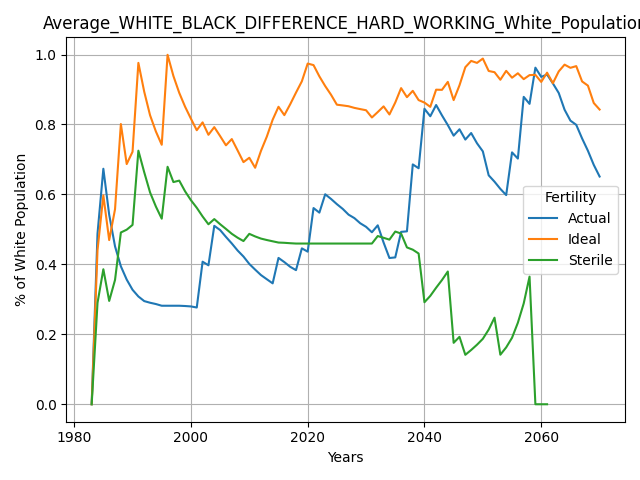 Average_WHITE_BLACK_DIFFERENCE_HARD_WORKING_White_Population
1.0
0.8
0.6
0.4
0.2
0.0
% of White Population
Fertility
Actual
Ideal
Sterile
1980 2000 2020 2040 2060
Years